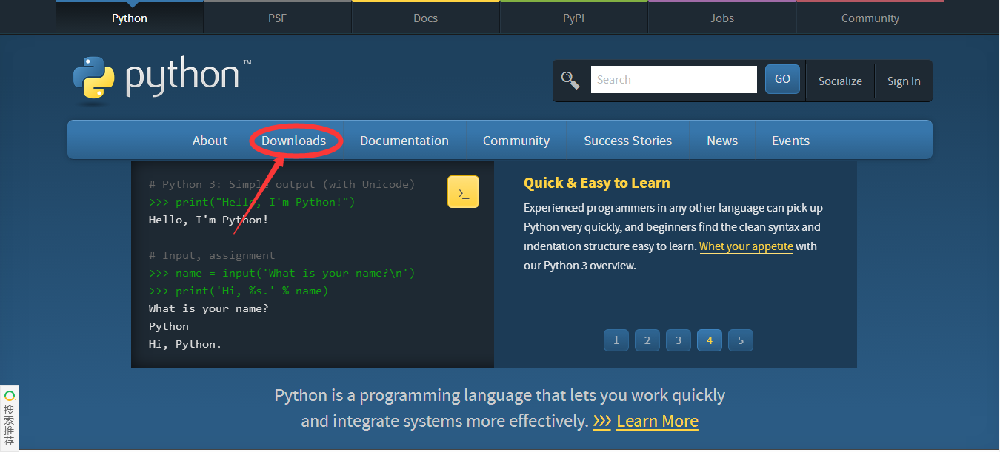 Python
PSF
Docs
PyPI
Jobs
Community
python™
Search
GO
Socialize
Sign In
About
Downloads
Documentation
Community
Success Stories
News
Events
# Python 3: Simple output (with Unicode)
>>> print("Hello, I'm Python!")
Hello, I'm Python!
# Input, assignment
>>> name = input('What is your name?\n')
>>> print('Hi, %s.' % name)
What is your name?
Python
Hi, Python.
>_
Quick & Easy to Learn
Experienced programmers in any other language can pick up
Python very quickly, and beginners find the clean syntax and
indentation structure easy to learn. Whet your appetite with
our Python 3 overview.
1
2
3
4
5
Python is a programming language that lets you work quickly
and integrate systems more effectively. >>> Learn More
搜索推荐